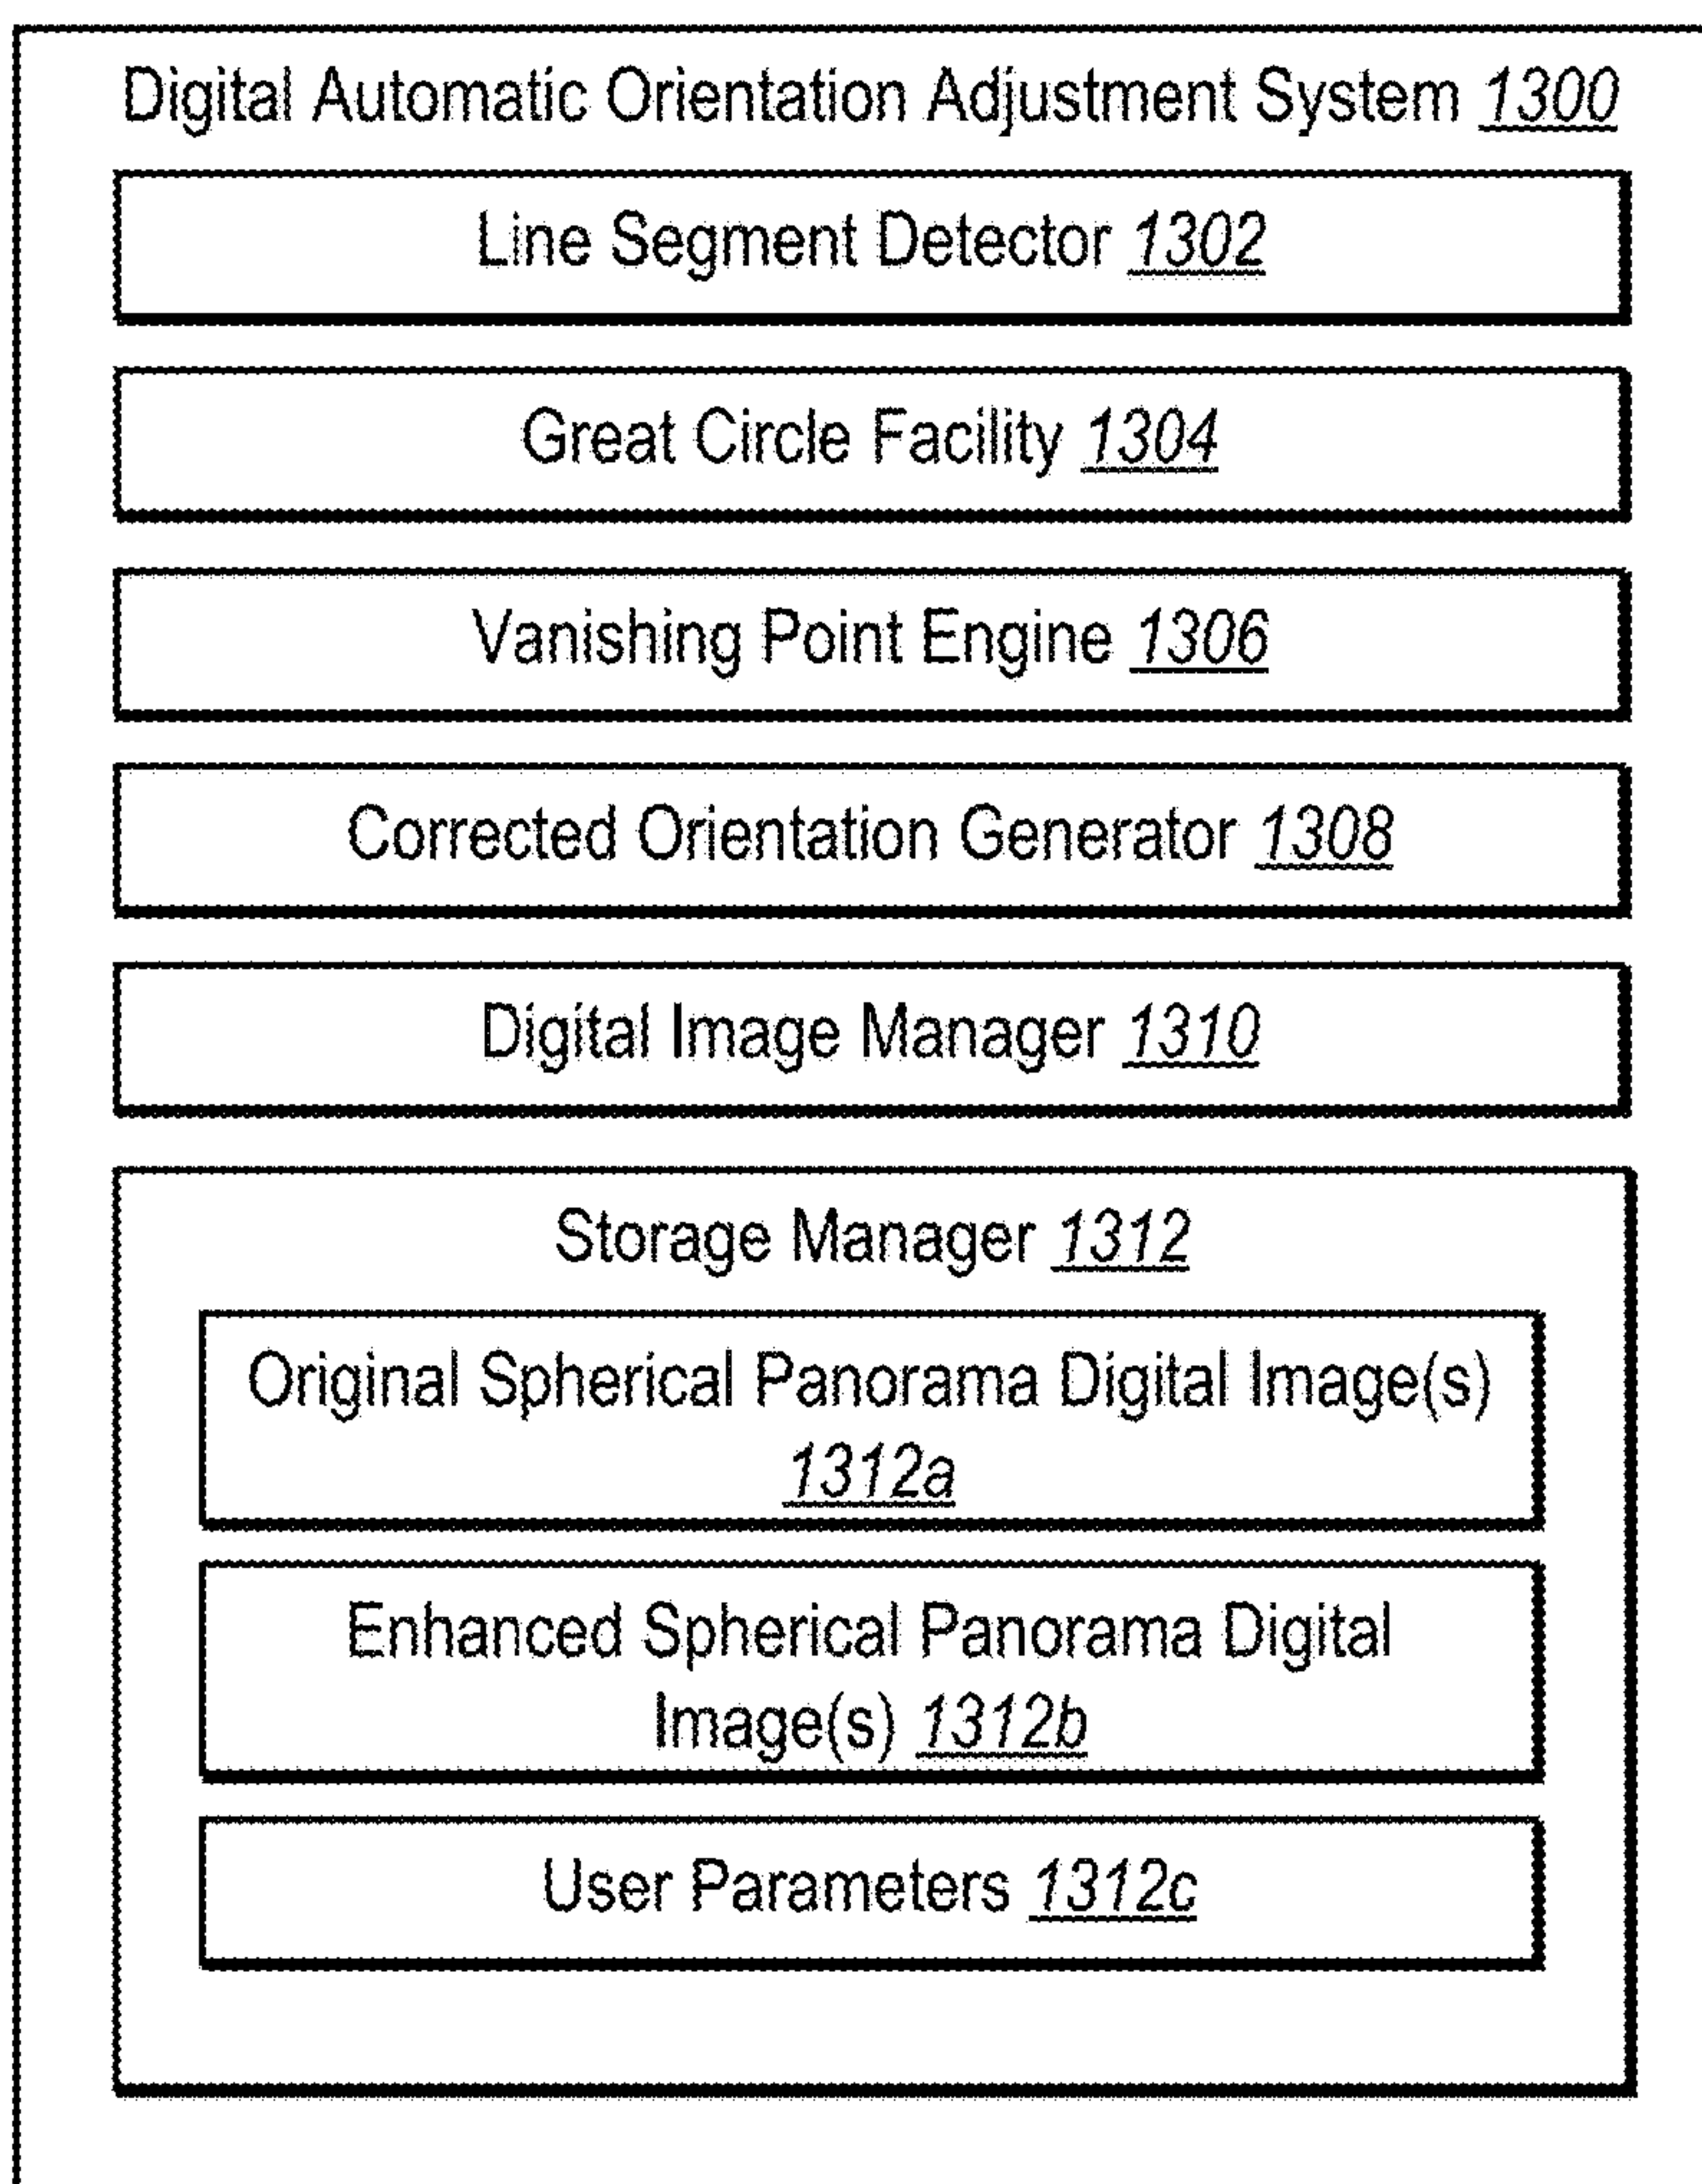 Digital Automatic Orientation Adjustment System 1300
Line Segment Detector 1302
Great Circle Facility 1304
Vanishing Point Engine 1306
Corrected Orientation Generator 1308
Digital Image Manager 1310
Storage Manager 1312
Original Spherical Panorama Digital Image(s)
1312a
Enhanced Spherical Panorama Digital
Image(s) 1312b
User Parameters 1312c